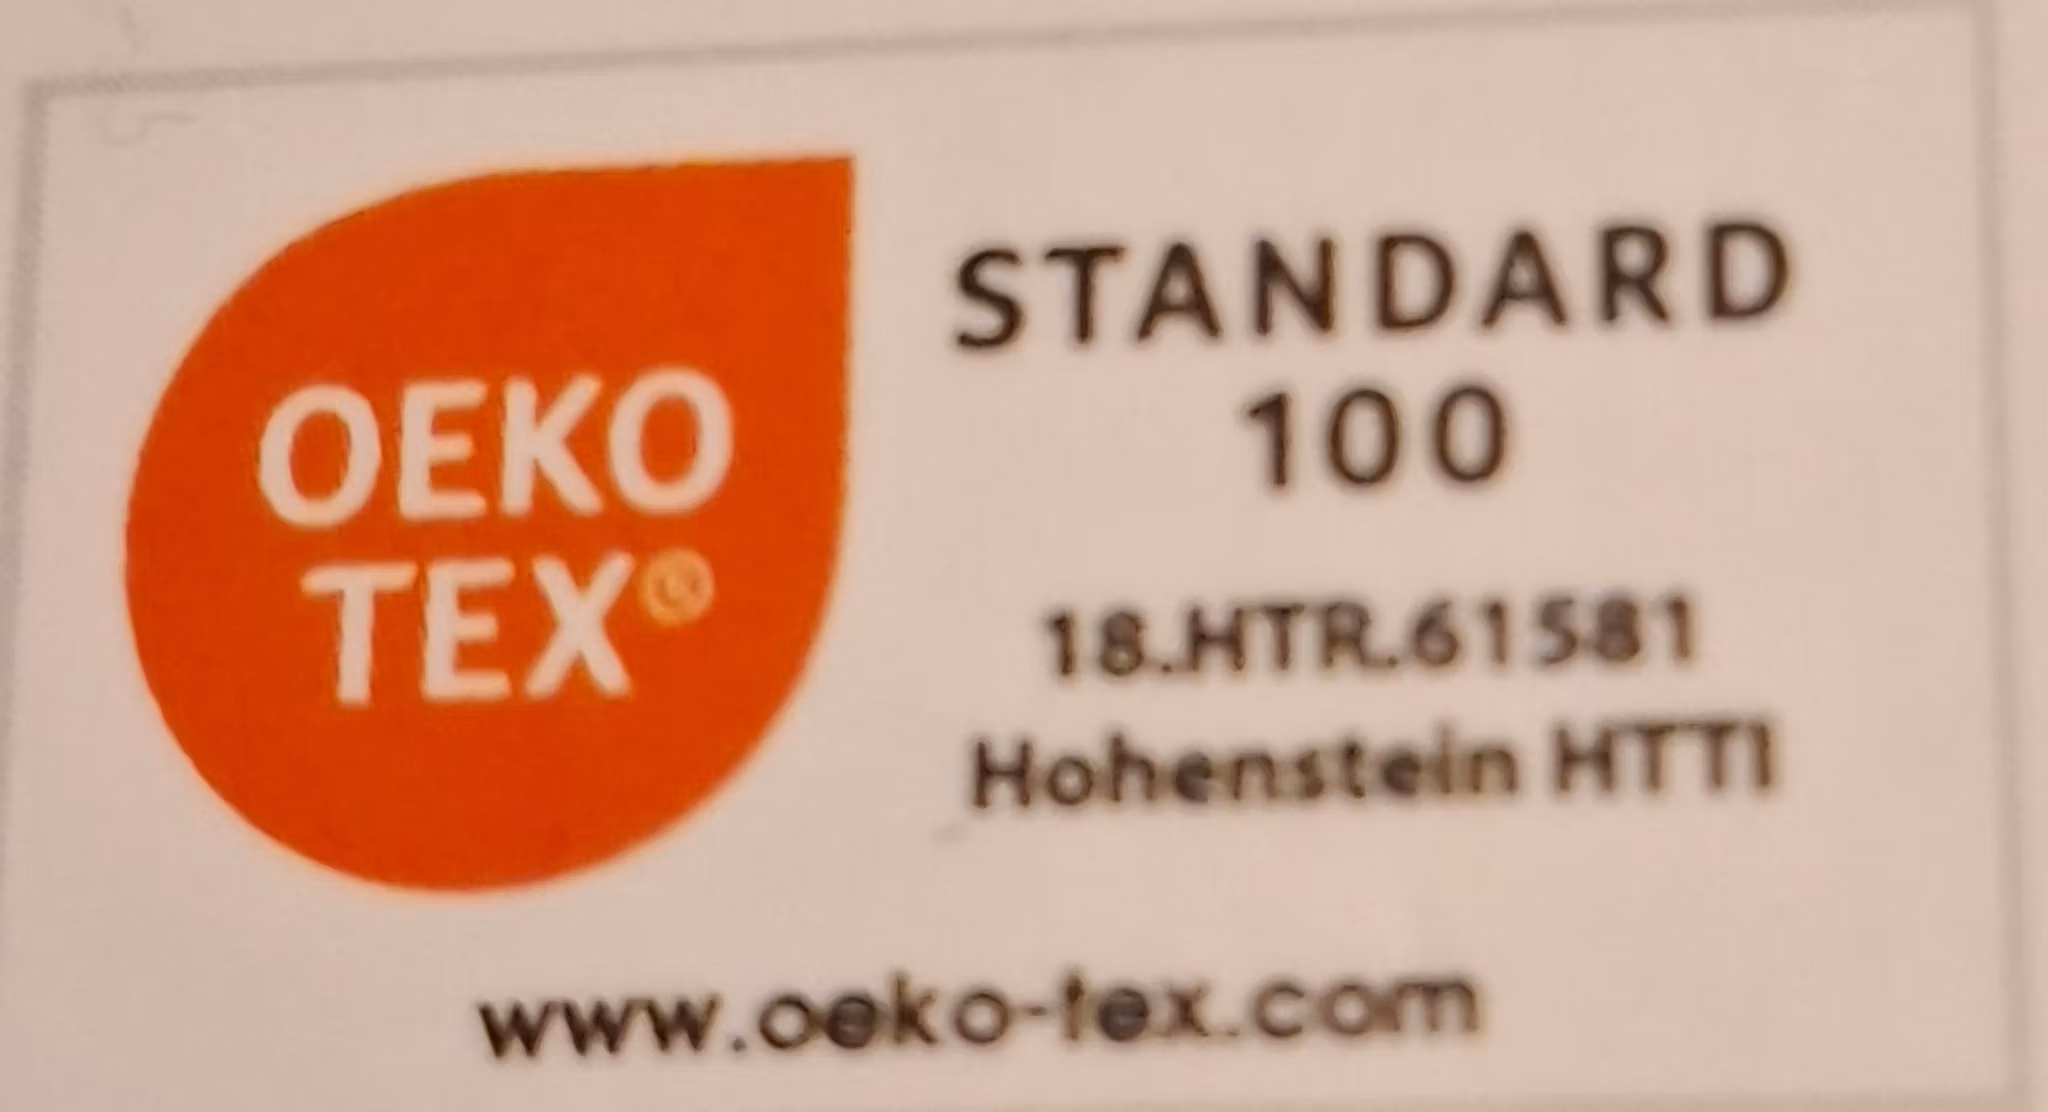 OEKO
TEX®
STANDARD
100
18.HTR.61581
Hohenstein HTTI
www.oeko-tex.com